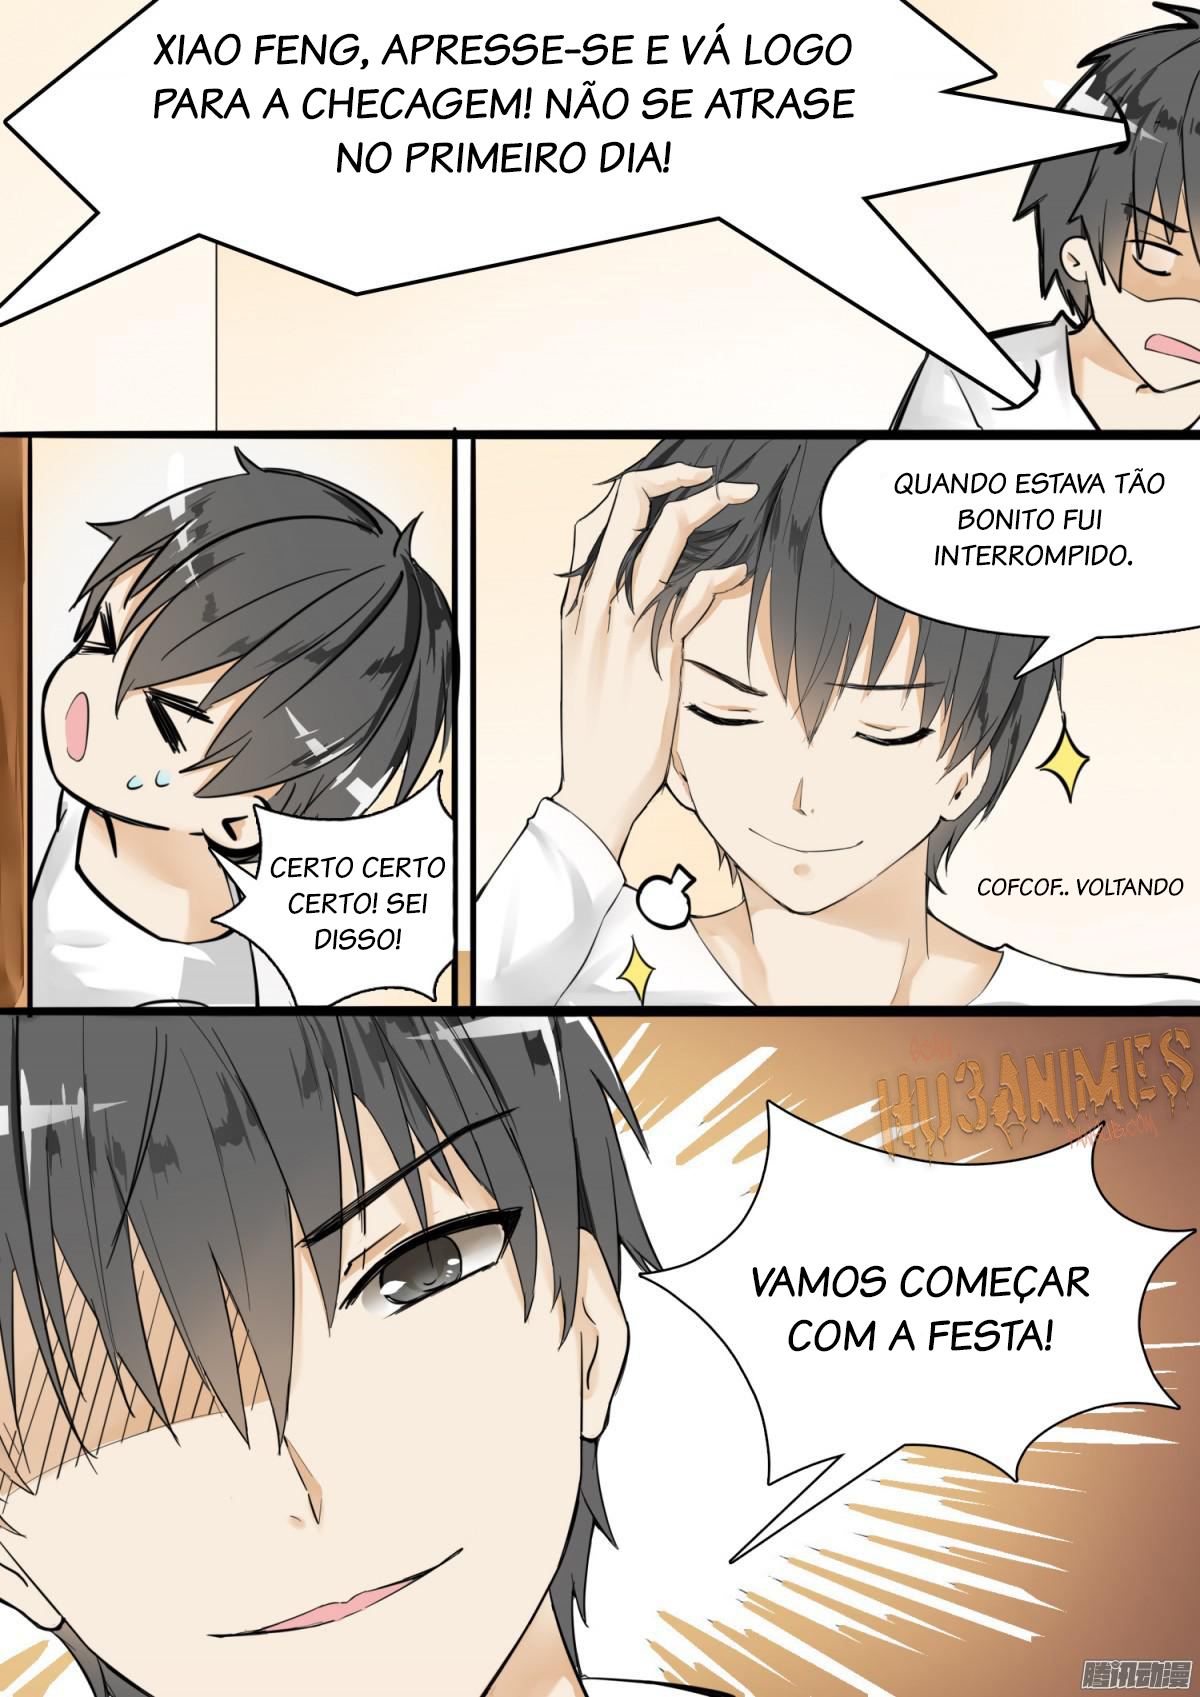 XIAO FENG, APRESSE-SE E VÁ LOGO
PARA A CHECAGEM! NÃO SE ATRASE
NO PRIMEIRO DIA!
QUANDO ESTAVA TÃO
BONITO FUI
INTERROMPIDO.
CERTO CERTO
CERTO! SEI
DISSO!
COFCOF.. VOLTANDO
HU3ANIMES
VAMOS COMEÇAR
COM A FESTA!
腾讯动漫